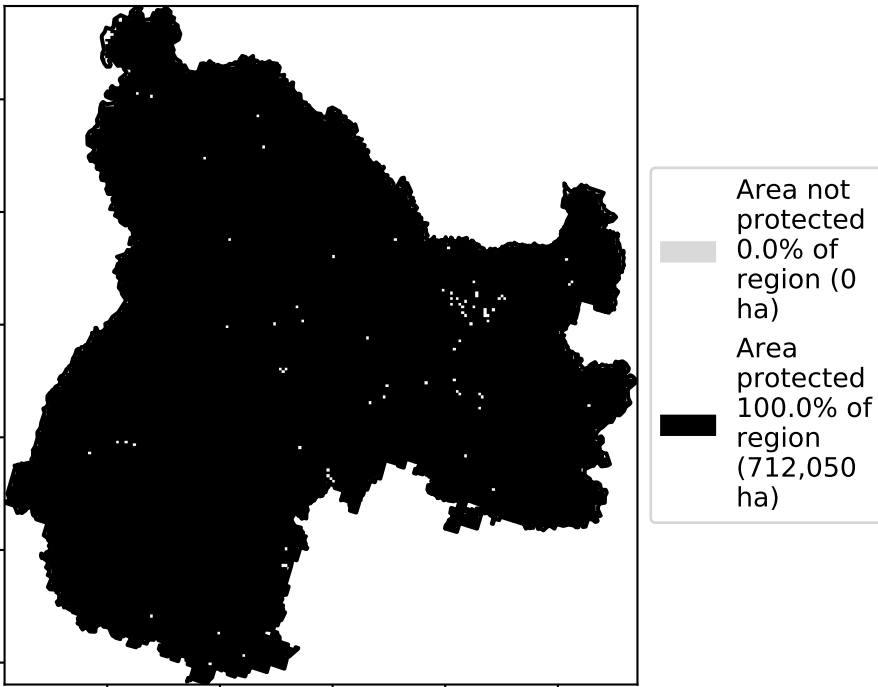 Area not
protected
0.0% of
region (0
ha)
Area
protected
100.0% of
region
(712,050
ha)